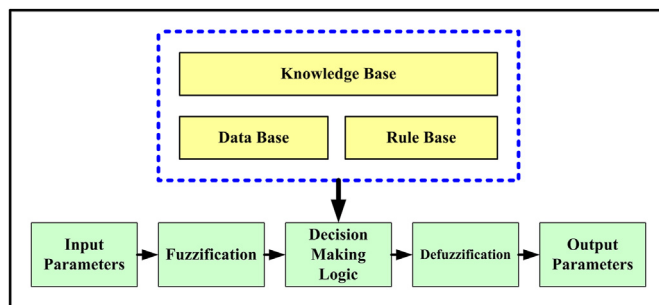 Knowledge Base
Data Base
Rule Base
Input
Parameters
Fuzzification
Decision
Making
Logic
Defuzzification
Output
Parameters